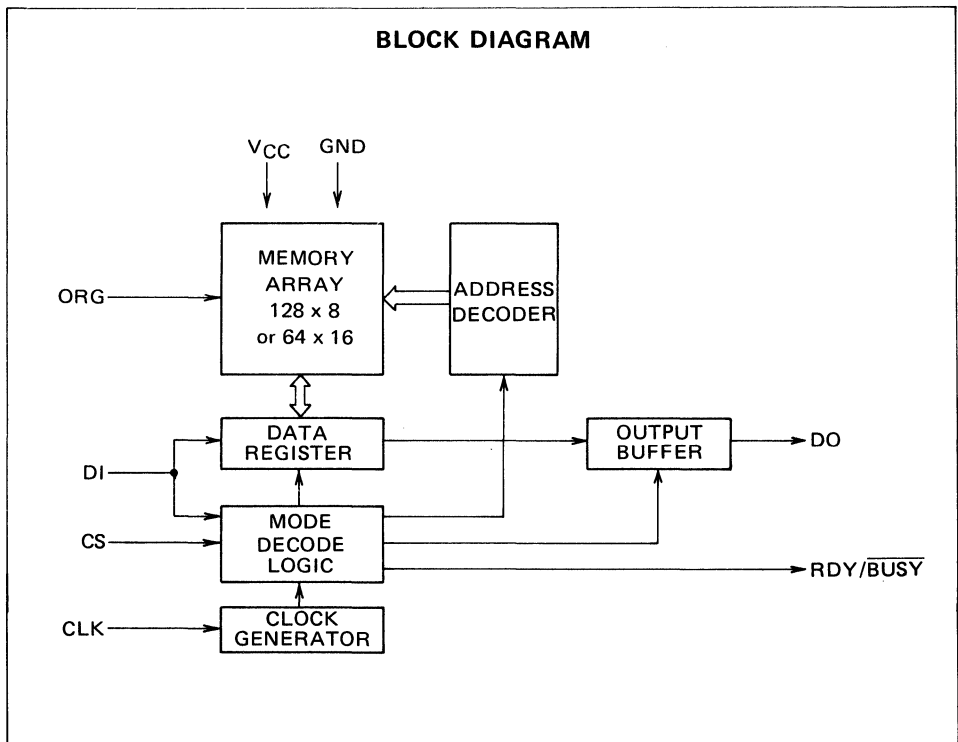 BLOCK DIAGRAM
VCC
GND
ORG
MEMORY
ARRAY
128 x 8
or 64 x 16
ADDRESS
DECODER
DI
DATA
REGISTER
OUTPUT
BUFFER
DO
CS
MODE
DECODE
LOGIC
RDY/BUSY
CLK
CLOCK
GENERATOR